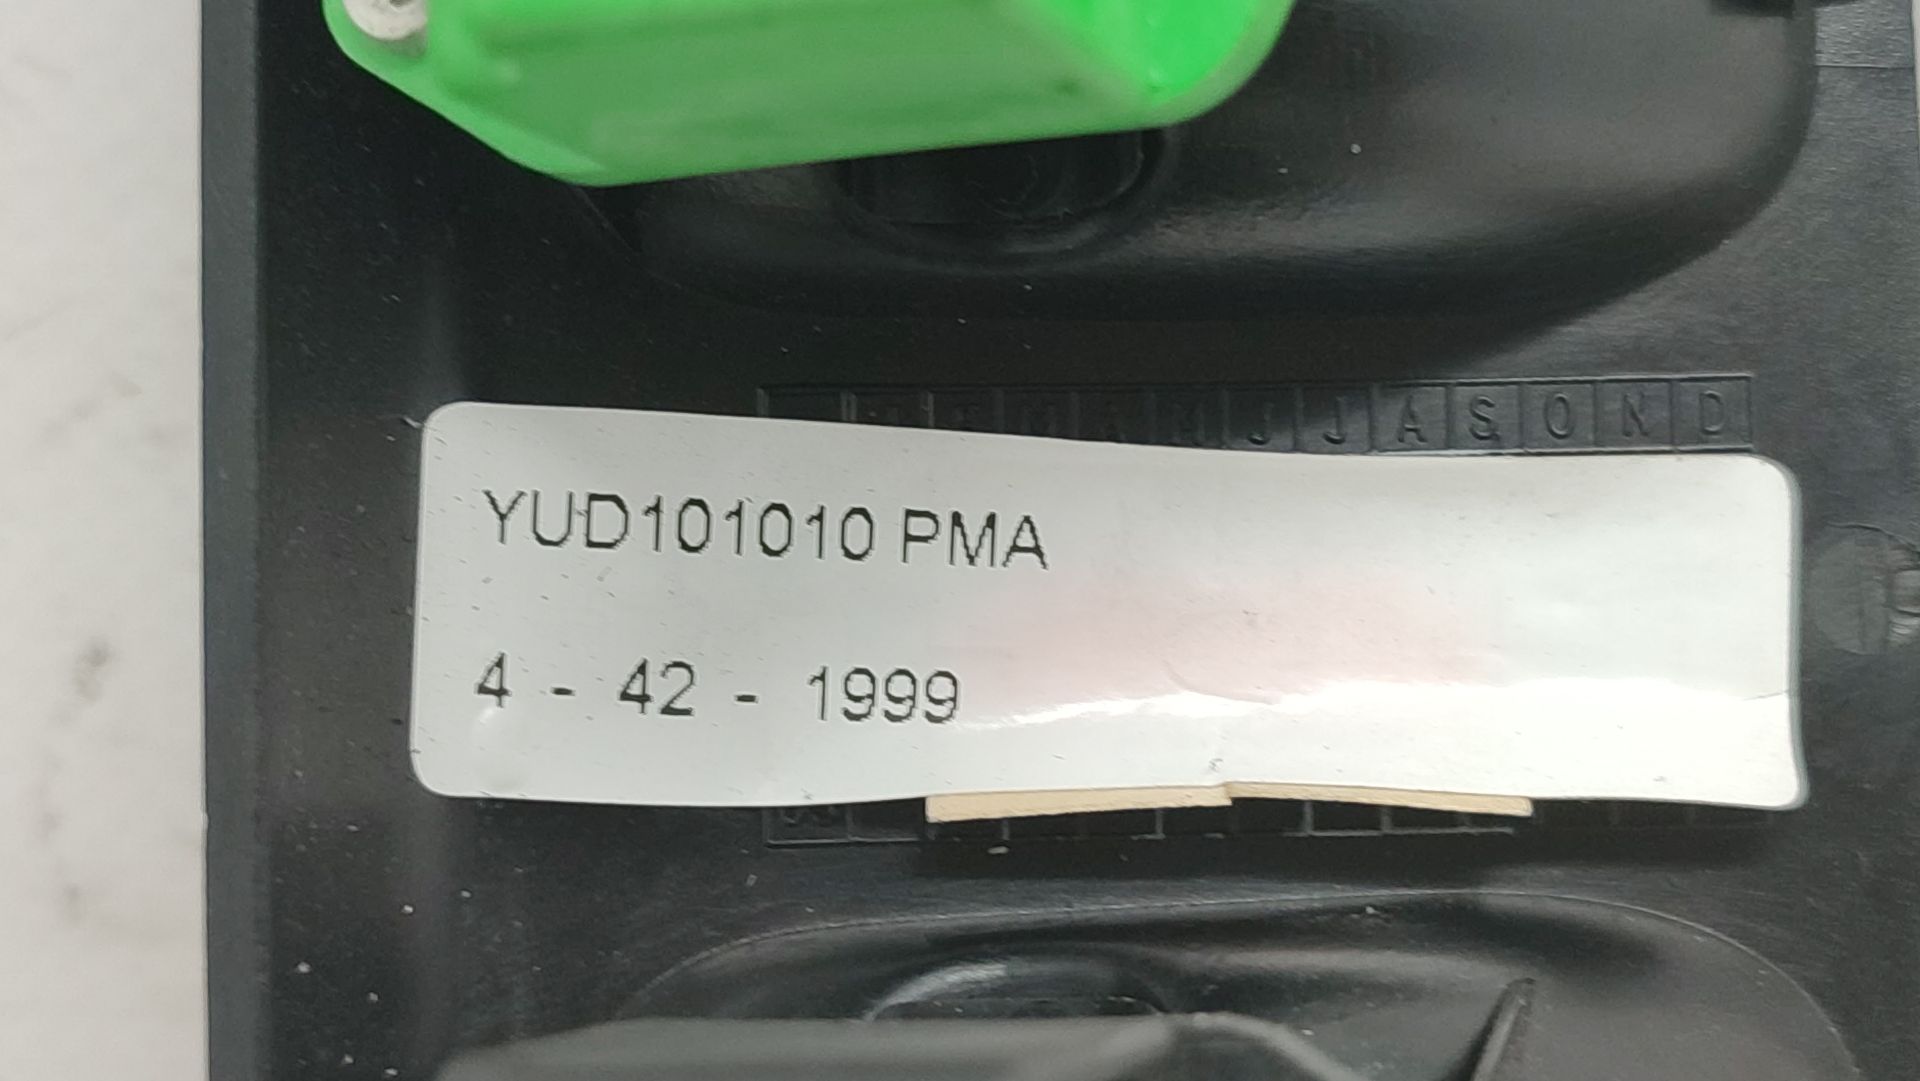 J F M A M J J A S O N D
YUD101010 PMA
4 - 42 - 1999